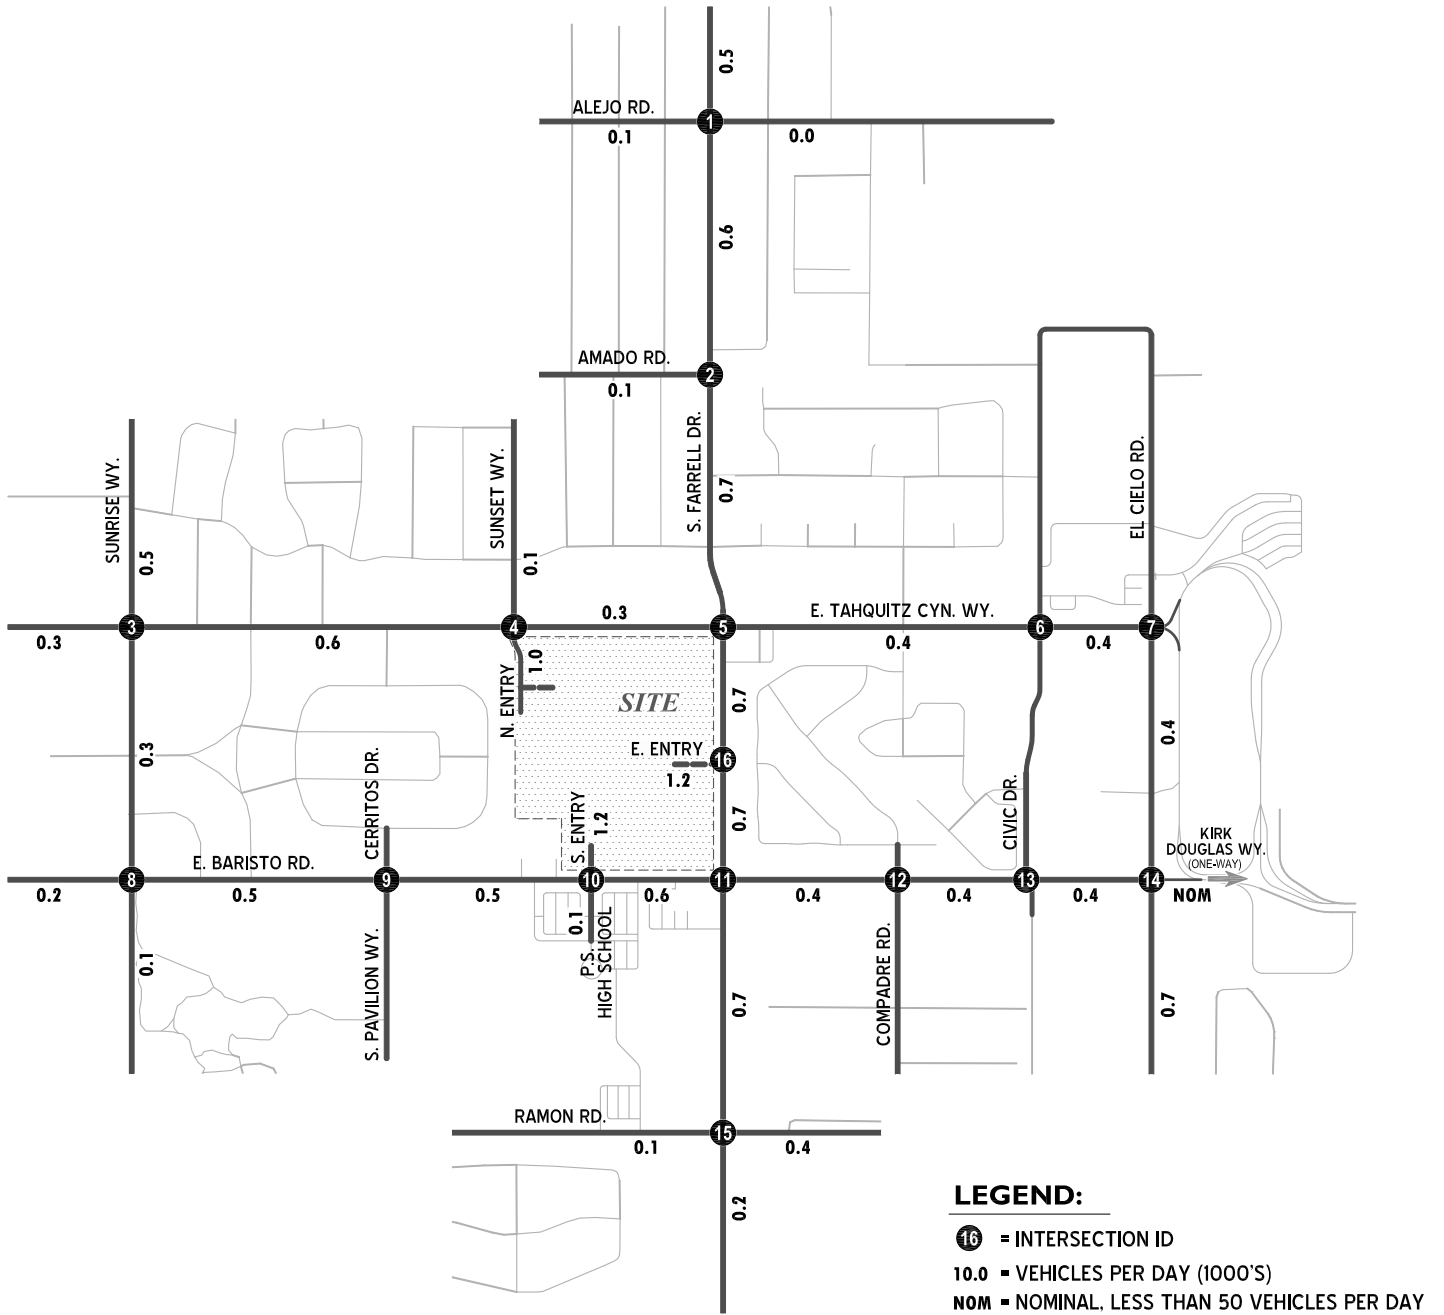 0.5
ALEJO RD.
1
0.1
0.0
0.6
AMADO RD.
2
0.1
S. FARRELL DR.
0.7
SUNRISE WY.
0.5
SUNSET WY.
0.1
EL CIELO RD.
0.3
E. TAHQUITZ CYN. WY.
3
4
5
6
7
0.3
0.6
0.4
0.4
N. ENTRY
1.0
SITE
0.7
0.3
0.4
E. ENTRY
16
1.2
CERRITOS DR.
S. ENTRY
1.2
0.7
CIVIC DR.
KIRK
DOUGLAS WY.
(ONE-WAY)
E. BARISTO RD.
8
9
10
11
12
13
14
0.2
0.5
0.5
0.6
0.4
0.4
0.4
NOM
0.1
S. PAVILION WY.
0.1
P.S.
HIGH SCHOOL
0.7
COMPADRE RD.
0.7
RAMON RD.
15
0.1
0.4
0.2
LEGEND:
16 = INTERSECTION ID
10.0 = VEHICLES PER DAY (1000'S)
NOM = NOMINAL, LESS THAN 50 VEHICLES PER DAY